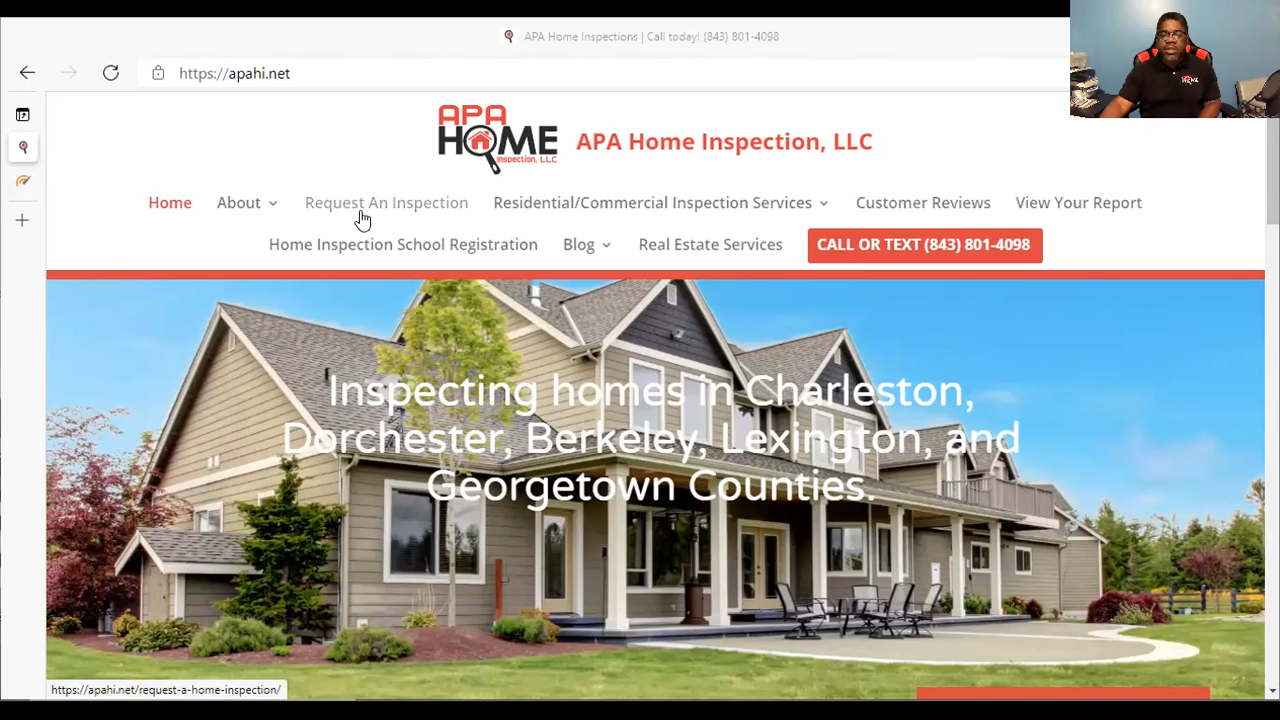 APA Home Inspections | Call today! (843) 801-4098
https://apahi.net
APA
HOME
Inspection, LLC
APA Home Inspection, LLC
Home About Request An Inspection Residential/Commercial Inspection Services Customer Reviews View Your Report
Home Inspection School Registration Blog Real Estate Services CALL OR TEXT (843) 801-4098
Inspecting homes in Charleston,
Dorchester, Berkeley, Lexington, and
Georgetown Counties.
https://apahi.net/request-a-home-inspection/